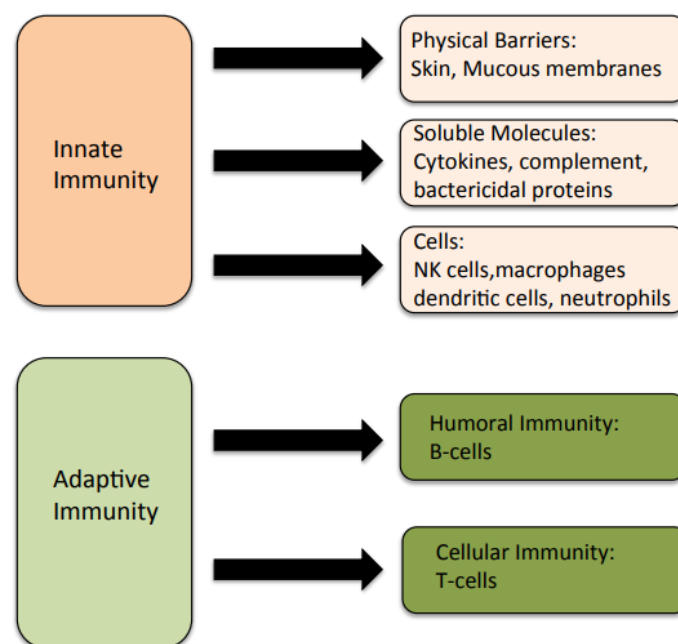 Innate
Immunity
Physical Barriers:
Skin, Mucous membranes
Soluble Molecules:
Cytokines, complement,
bactericidal proteins
Cells:
NK cells,macrophages
dendritic cells, neutrophils
Adaptive
Immunity
Humoral Immunity:
B-cells
Cellular Immunity:
T-cells